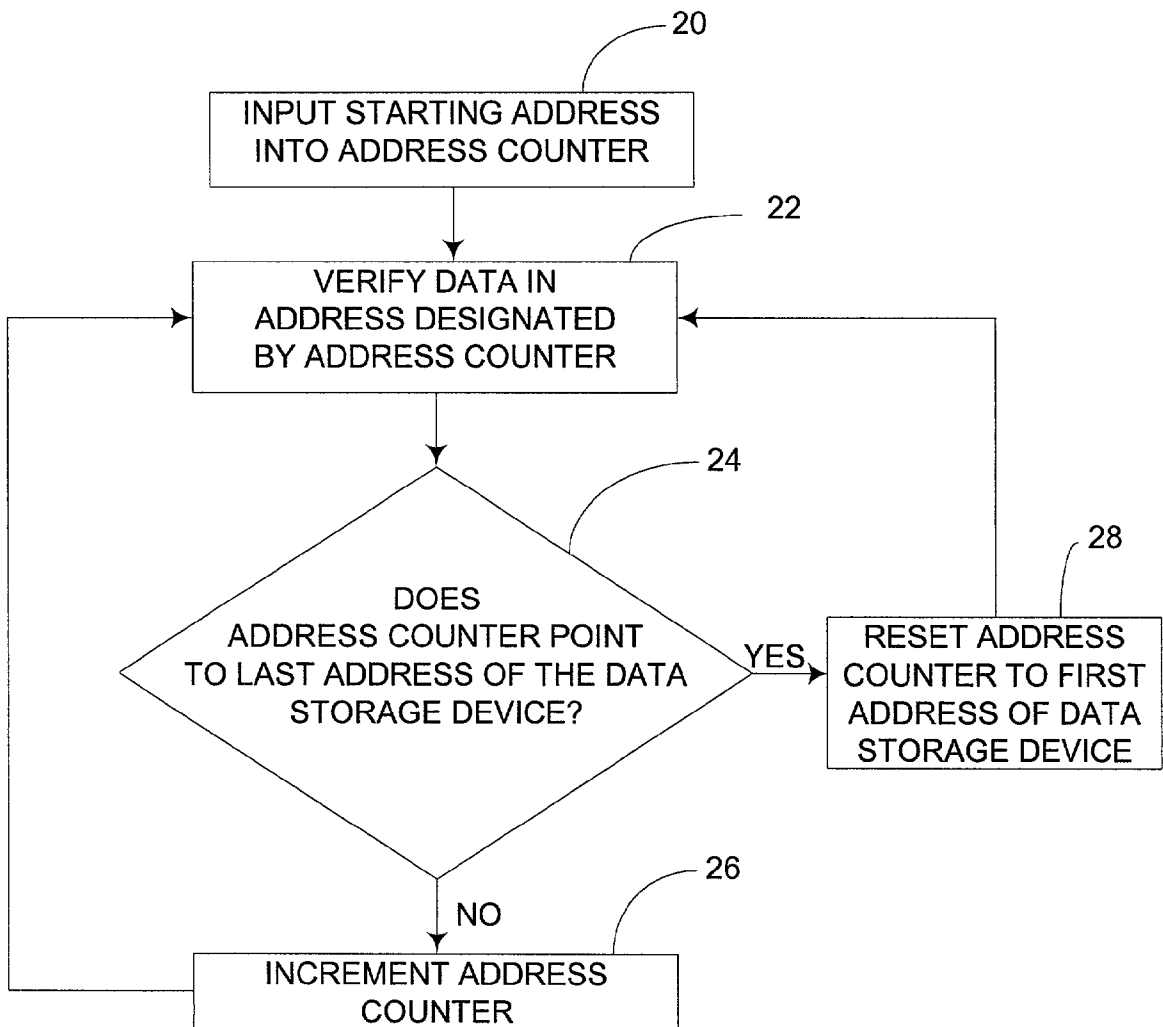 20
INPUT STARTING ADDRESS
INTO ADDRESS COUNTER
22
VERIFY DATA IN
ADDRESS DESIGNATED
BY ADDRESS COUNTER
24
DOES
ADDRESS COUNTER POINT
TO LAST ADDRESS OF THE DATA
STORAGE DEVICE?
YES
28
RESET ADDRESS
COUNTER TO FIRST
ADDRESS OF DATA
STORAGE DEVICE
NO
26
INCREMENT ADDRESS
COUNTER